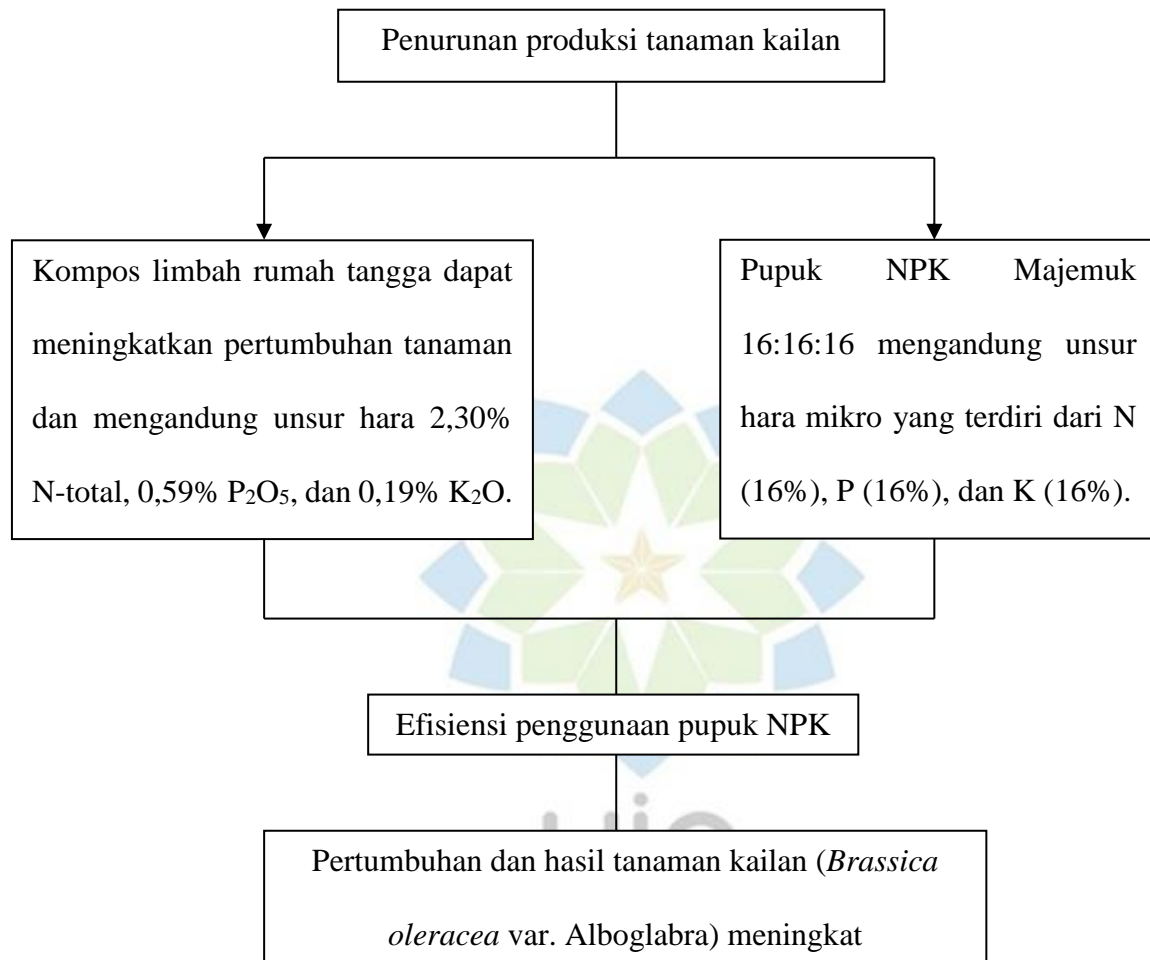 Penurunan produksi tanaman kailan
Kompos limbah rumah tangga dapat
meningkatkan pertumbuhan tanaman
dan mengandung unsur hara 2,30%
N-total, 0,59% P₂O₅, dan 0,19% K₂O.
Pupuk NPK Majemuk
16:16:16 mengandung unsur
hara mikro yang terdiri dari N
(16%), P (16%), dan K (16%).
Efisiensi penggunaan pupuk NPK
Pertumbuhan dan hasil tanaman kailan (Brassica
oleracea var. Alboglabra) meningkat